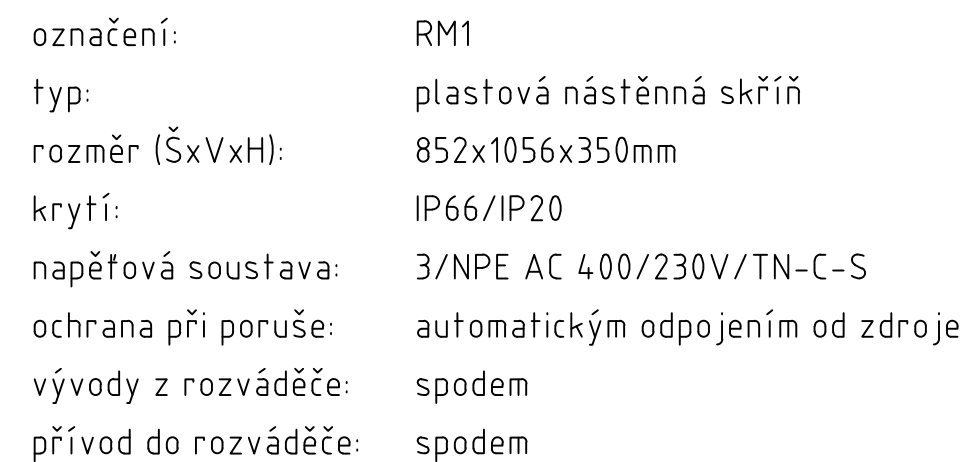 označení: RM1
typ: plastová nástěnná skříň
rozměr (ŠxVxH): 852x1056x350mm
krytí: IP66/IP20
napěťová soustava: 3/NPE AC 400/230V/TN-C-S
ochrana při poruše: automatickým odpojením od zdroje
vývody z rozváděče: spodem
přívod do rozváděče: spodem